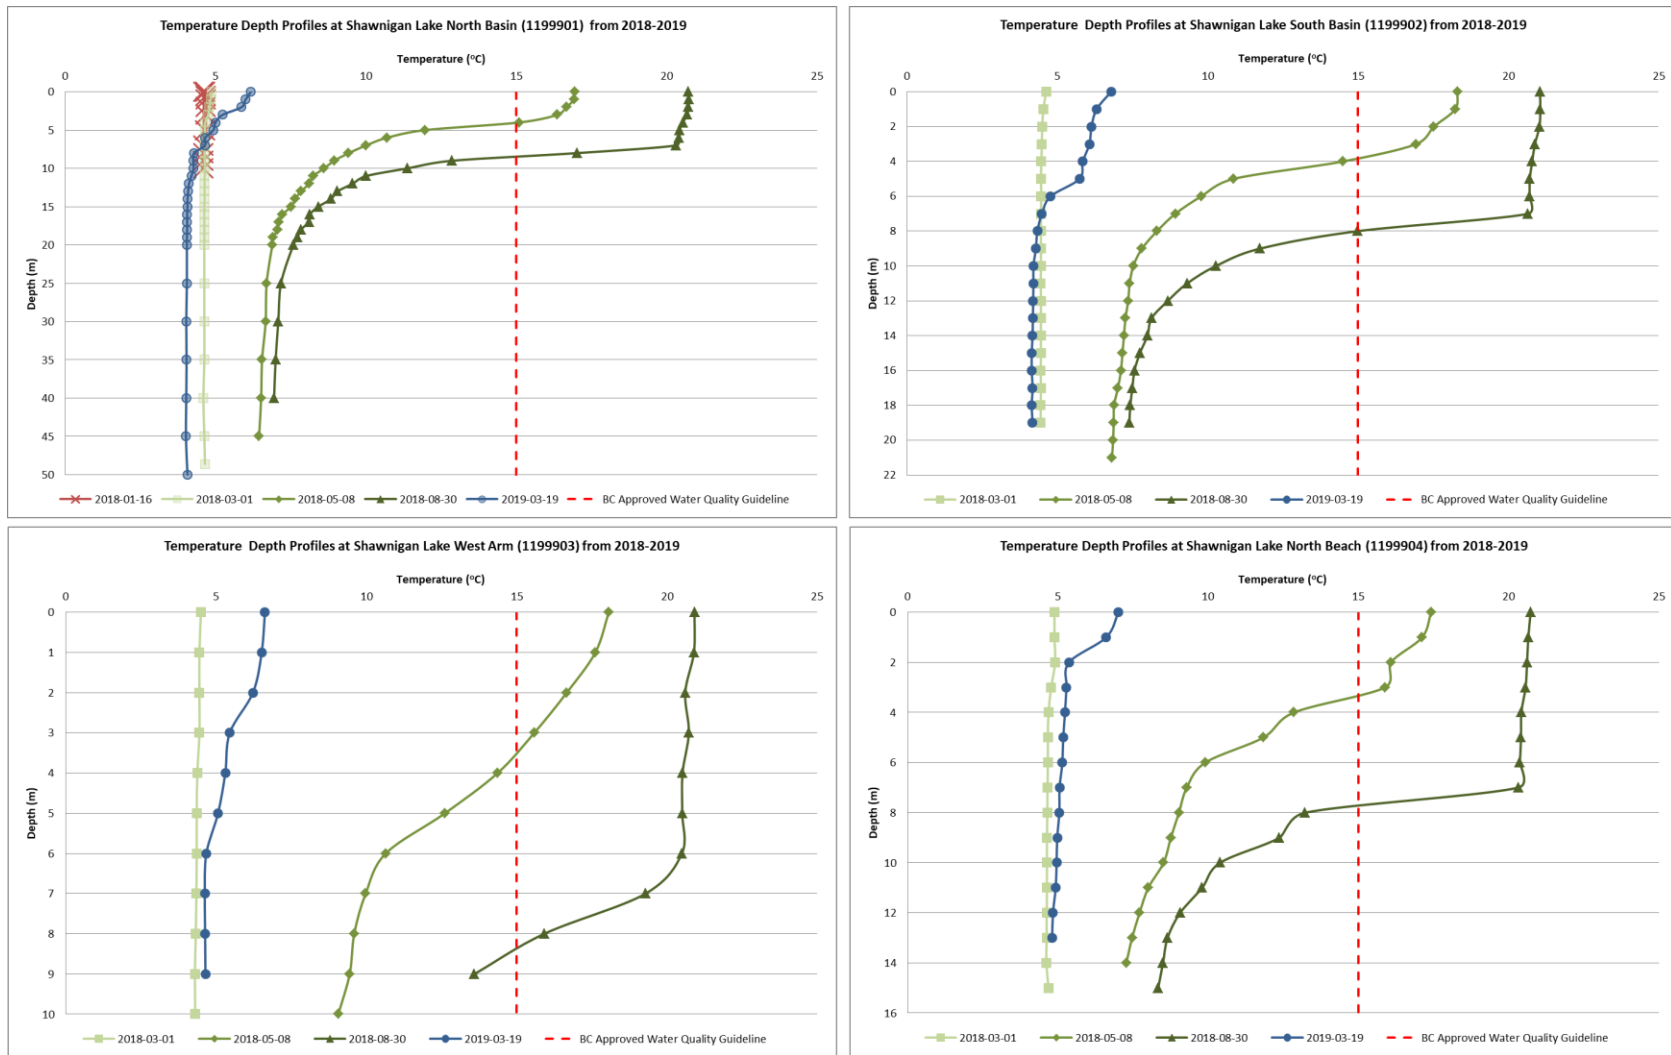 Temperature Depth Profiles at Shawnigan Lake North Basin (1199901) from 2018-2019
Temperature (°C)
0 5 10 15 20 25
Depth (m)
0
5
10
15
20
25
30
35
40
45
50
2018-01-16 2018-03-01 2018-05-08 2018-08-30 2019-03-19 BC Approved Water Quality Guideline
Temperature Depth Profiles at Shawnigan Lake South Basin (1199902) from 2018-2019
Temperature (°C)
0 5 10 15 20 25
Depth (m)
0
2
4
6
8
10
12
14
16
18
20
22
2018-03-01 2018-05-08 2018-08-30 2019-03-19 BC Approved Water Quality Guideline
Temperature Depth Profiles at Shawnigan Lake West Arm (1199903) from 2018-2019
Temperature (°C)
0 5 10 15 20 25
Depth (m)
0
1
2
3
4
5
6
7
8
9
10
2018-03-01 2018-05-08 2018-08-30 2019-03-19 BC Approved Water Quality Guideline
Temperature Depth Profiles at Shawnigan Lake North Beach (1199904) from 2018-2019
Temperature (°C)
0 5 10 15 20 25
Depth (m)
0
2
4
6
8
10
12
14
16
2018-03-01 2018-05-08 2018-08-30 2019-03-19 BC Approved Water Quality Guideline